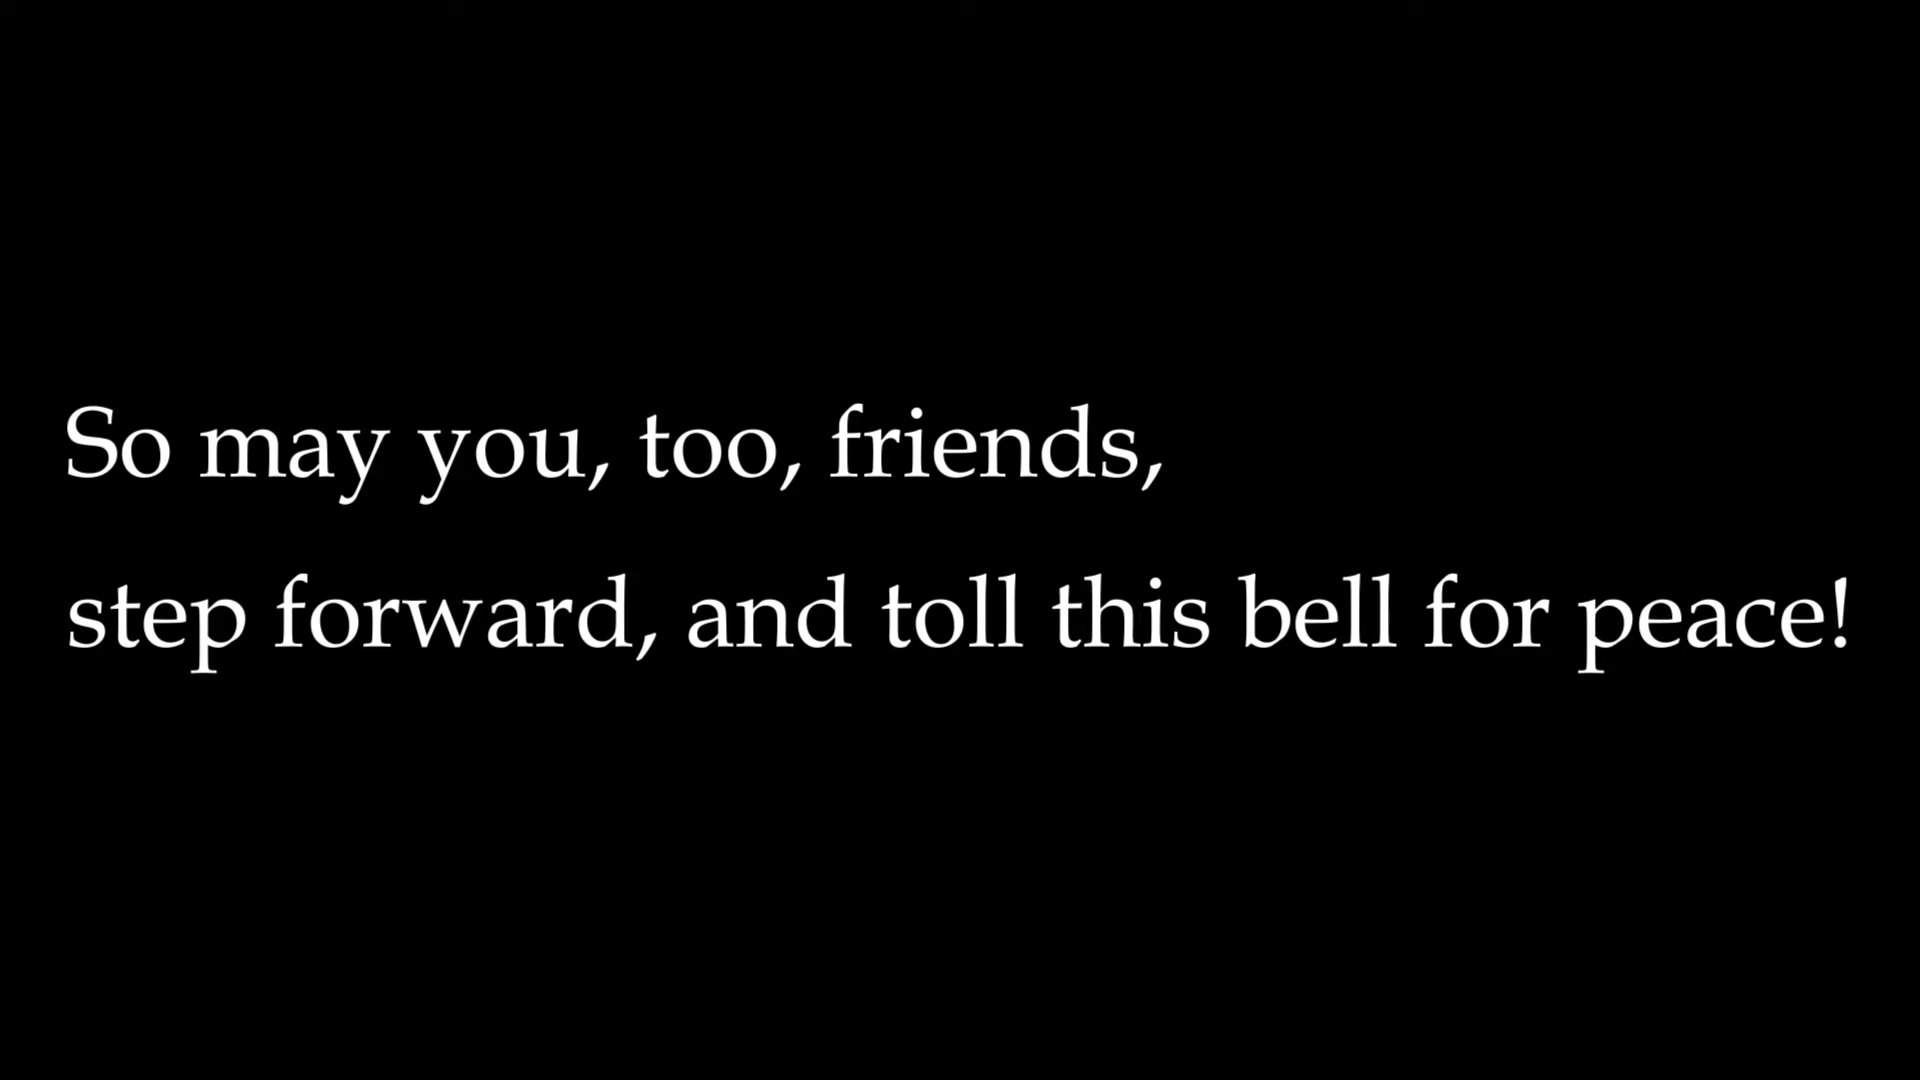 So may you, too, friends,
step forward, and toll this bell for peace!